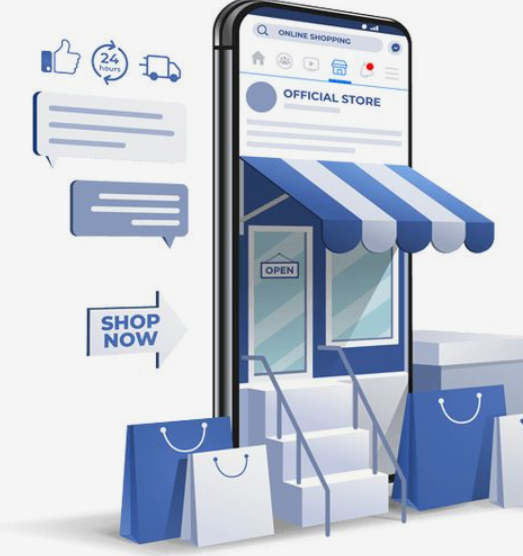 ONLINE SHOPPING
24
hours
OFFICIAL STORE
OPEN
SHOP
NOW